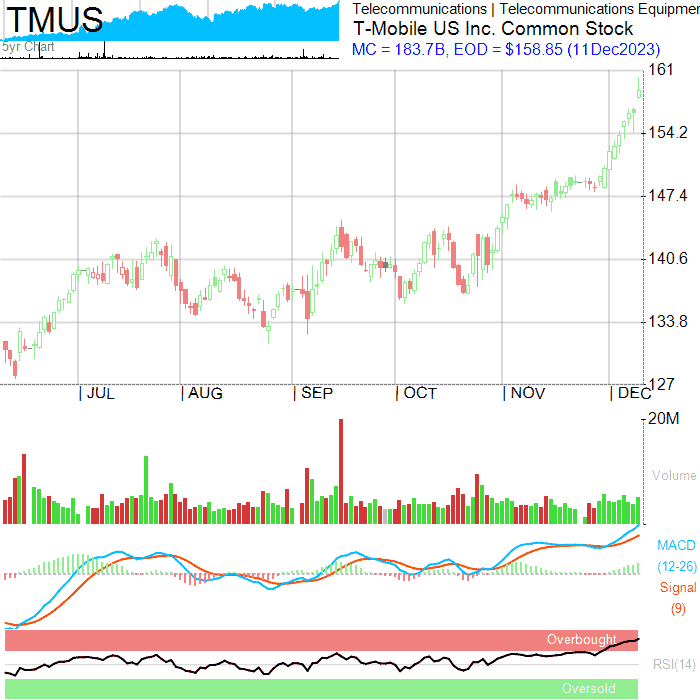 TMUS
5yr Chart
Telecommunications | Telecommunications Equipmen
T-Mobile US Inc. Common Stock
MC = 183.7B, EOD = $158.85 (11Dec2023)
161
154.2
147.4
140.6
133.8
127
JUL
AUG
SEP
OCT
NOV
DEC
20M
Volume
MACD
(12-26)
Signal
(9)
Overbought
RSI(14)
Oversold